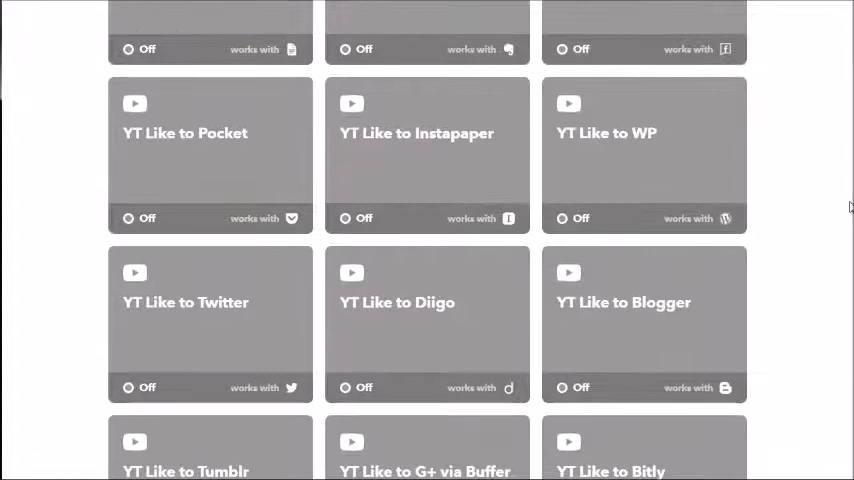 Off works with
Off works with
Off works with
YT Like to Pocket
YT Like to Instapaper
YT Like to WP
Off works with
Off works with
Off works with
YT Like to Twitter
YT Like to Diigo
YT Like to Blogger
Off works with
Off works with
Off works with
YT Like to Tumblr
YT Like to G+ via Buffer
YT Like to Bitly